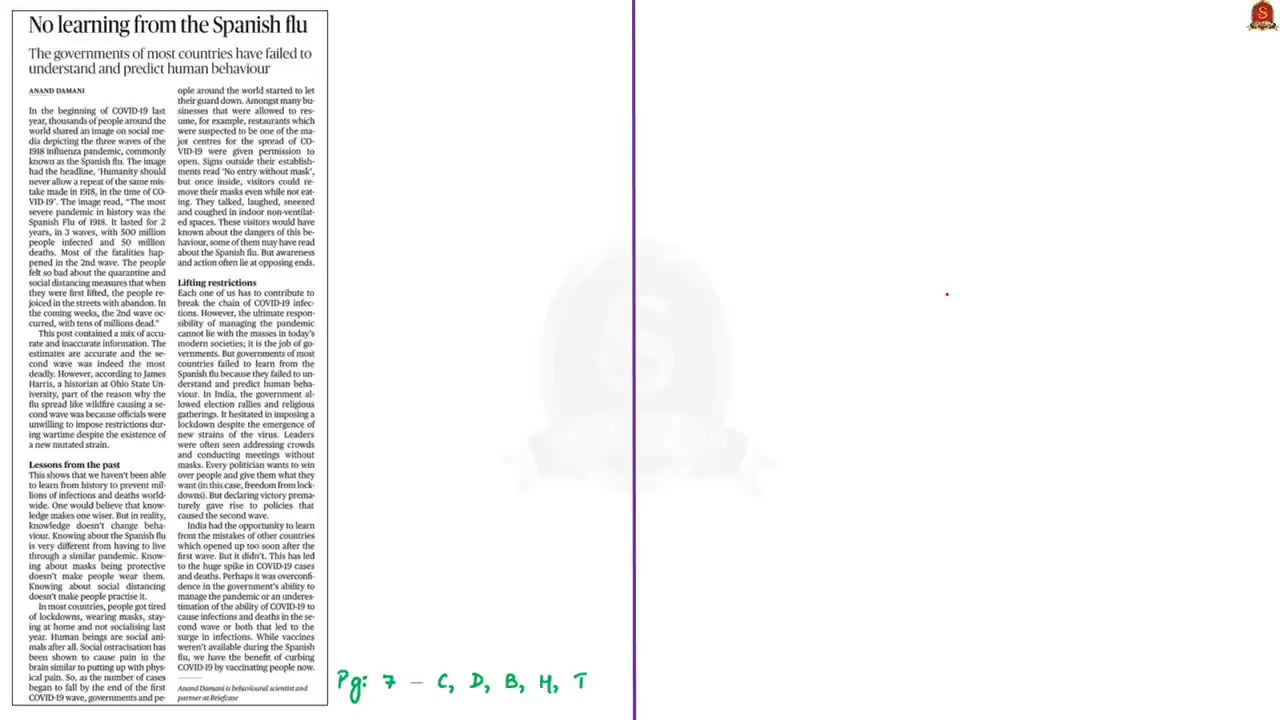 No learning from the Spanish flu
The governments of most countries have failed to
understand and predict human behaviour
ANAND DAMANI
In the beginning of COVID-19 last
year, thousands of people around the
world shared an image on social me-
dia depicting the three waves of the
1918 influenza pandemic, commonly
known as the Spanish flu. The image
had the headline, 'Humanity should
never allow a repeat of the same mis-
take made in 1918, in the time of CO-
VID-19'. The image read, "The most
severe pandemic in history was the
Spanish Flu of 1918. It lasted for 2
years, in 3 waves, with 500 million
people infected and 50 million
deaths. Most of the fatalities hap-
pened in the 2nd wave. The people
felt so bad about the quarantine and
social distancing measures that when
they were first lifted, the people re-
joiced in the streets with abandon. In
the coming weeks, the 2nd wave oc-
curred, with tens of millions dead."
This post contained a mix of accu-
rate and inaccurate information. The
estimates are accurate and the se-
cond wave was indeed the most
deadly. However, according to James
Harris, a historian at Ohio State Un-
iversity, part of the reason why the
flu spread like wildfire causing a se-
cond wave was because officials were
unwilling to impose restrictions dur-
ing wartime despite the existence of
a new mutated strain.
Lessons from the past
This shows that we haven't been able
to learn from history to prevent mil-
lions of infections and deaths world-
wide. One would believe that know-
ledge makes one wiser. But in reality,
knowledge doesn't change beha-
viour. Knowing about the Spanish flu
is very different from having to live
through a similar pandemic. Know-
ing about masks being protective
doesn't make people wear them.
Knowing about social distancing
doesn't make people practise it.
In most countries, people got tired
of lockdowns, wearing masks, stay-
ing at home and not socialising last
year. Human beings are social ani-
mals after all. Social ostracisation has
been shown to cause pain in the
brain similar to putting up with phys-
ical pain. So, as the number of cases
began to fall by the end of the first
COVID-19 wave, governments and pe-
ople around the world started to let
their guard down. Amongst many bu-
sinesses that were allowed to res-
ume, for example, restaurants which
were suspected to be one of the ma-
jor centres for the spread of CO-
VID-19 were given permission to
open. Signs outside their establish-
ments read 'No entry without mask',
but once inside, visitors could re-
move their masks even while not eat-
ing. They talked, laughed, sneezed
and coughed in indoor non-ventilat-
ed spaces. These visitors would have
known about the dangers of this be-
haviour, some of them may have read
about the Spanish flu. But awareness
and action often lie at opposing ends.
Lifting restrictions
Each one of us has to contribute to
break the chain of COVID-19 infec-
tions. However, the ultimate respon-
sibility of managing the pandemic
cannot lie with the masses in today's
modern societies; it is the job of go-
vernments. But governments of most
countries failed to learn from the
Spanish flu because they failed to un-
derstand and predict human beha-
viour. In India, the government al-
lowed election rallies and religious
gatherings. It hesitated in imposing a
lockdown despite the emergence of
new strains of the virus. Leaders
were often seen addressing crowds
and conducting meetings without
masks. Every politician wants to win
over people and give them what they
want (in this case, freedom from lock-
downs). But declaring victory prema-
turely gave rise to policies that
caused the second wave.
India had the opportunity to learn
from the mistakes of other countries
which opened up too soon after the
first wave. But it didn't. This has led
to the huge spike in COVID-19 cases
and deaths. Perhaps it was overconfi-
dence in the government's ability to
manage the pandemic or an underes-
timation of the ability of COVID-19 to
cause infections and deaths in the se-
cond wave or both that led to the
surge in infections. While vaccines
weren't available during the Spanish
flu, we have the benefit of curbing
COVID-19 by vaccinating people now.
Anand Damani is behavioural scientist and
partner at Briefcase
Pg: 7 – C, D, B, H, T
S
S